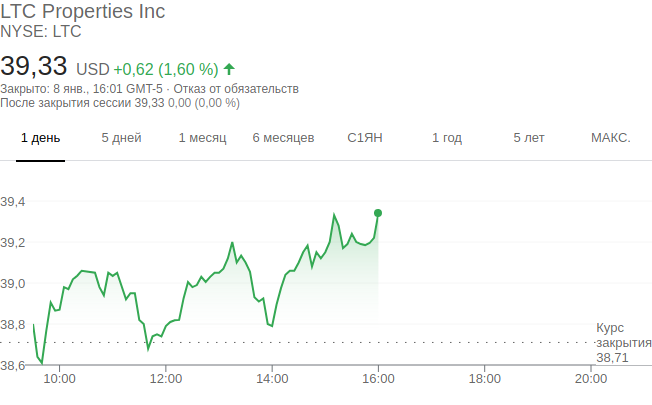 LTC Properties Inc
NYSE: LTC
39,33 USD +0,62 (1,60 %)
Закрыто: 8 янв., 16:01 GMT-5 · Отказ от обязательств
После закрытия сессии 39,33 0,00 (0,00 %)
1 день 5 дней 1 месяц 6 месяцев С1ЯН 1 год 5 лет МАКС.
39,4
39,2
39,0
38,8
Курс
закрытия
38,71
38,6
10:00 12:00 14:00 16:00 18:00 20:00